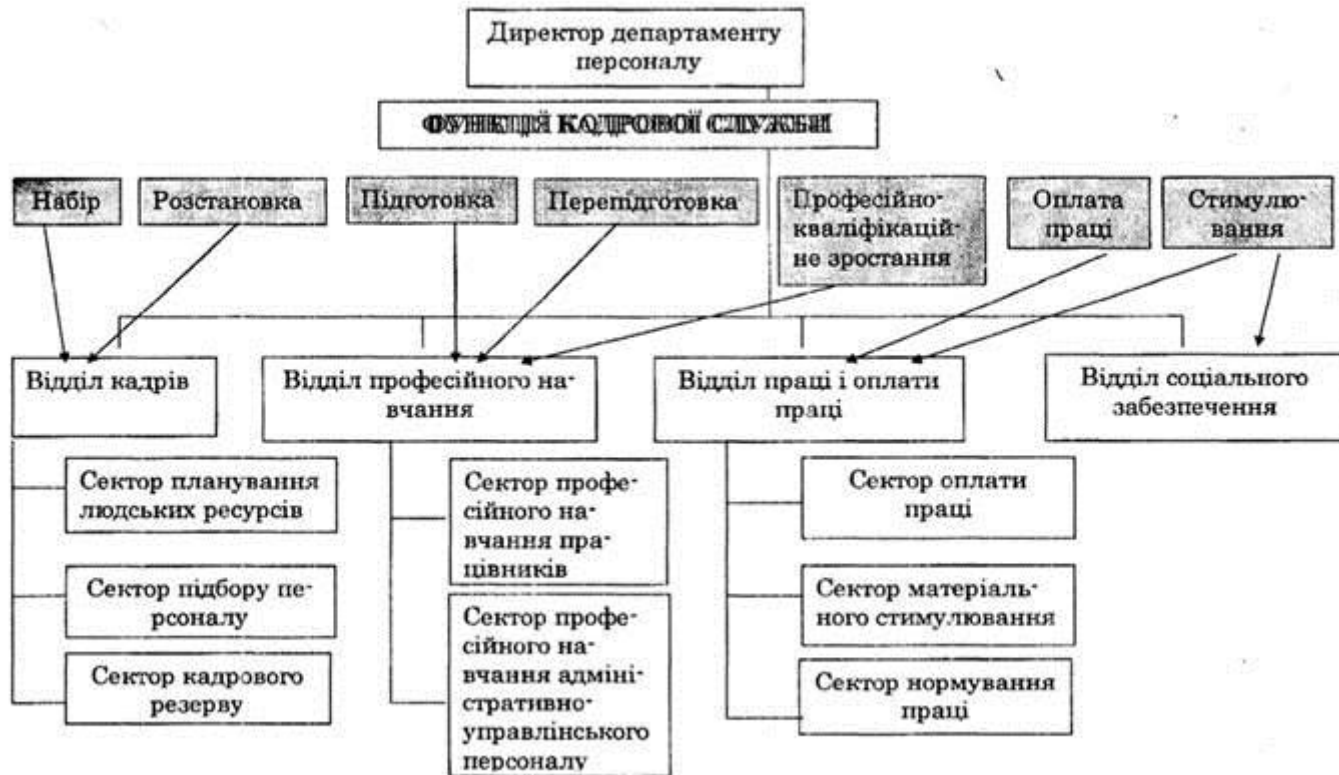 Директор департаменту
персоналу
ФУНКЦІЇ КАДРОВОЇ СЛУЖБИ
Набір
Розстановка
Підготовка
Перепідготовка
Професійно-
кваліфікацій-
не зростання
Оплата
праці
Стимулю-
вання
Відділ кадрів
Відділ професійного на-
вчання
Відділ праці і оплати
праці
Відділ соціального
забезпечення
Сектор планування
людських ресурсів
Сектор підбору пе-
рсоналу
Сектор кадрового
резерву
Сектор профе-
сійного на-
вчання пра-
цівників
Сектор профе-
сійного на-
вчання адміні-
стративно-
управлінського
персоналу
Сектор оплати
праці
Сектор матеріаль-
ного стимулювання
Сектор нормування
праці